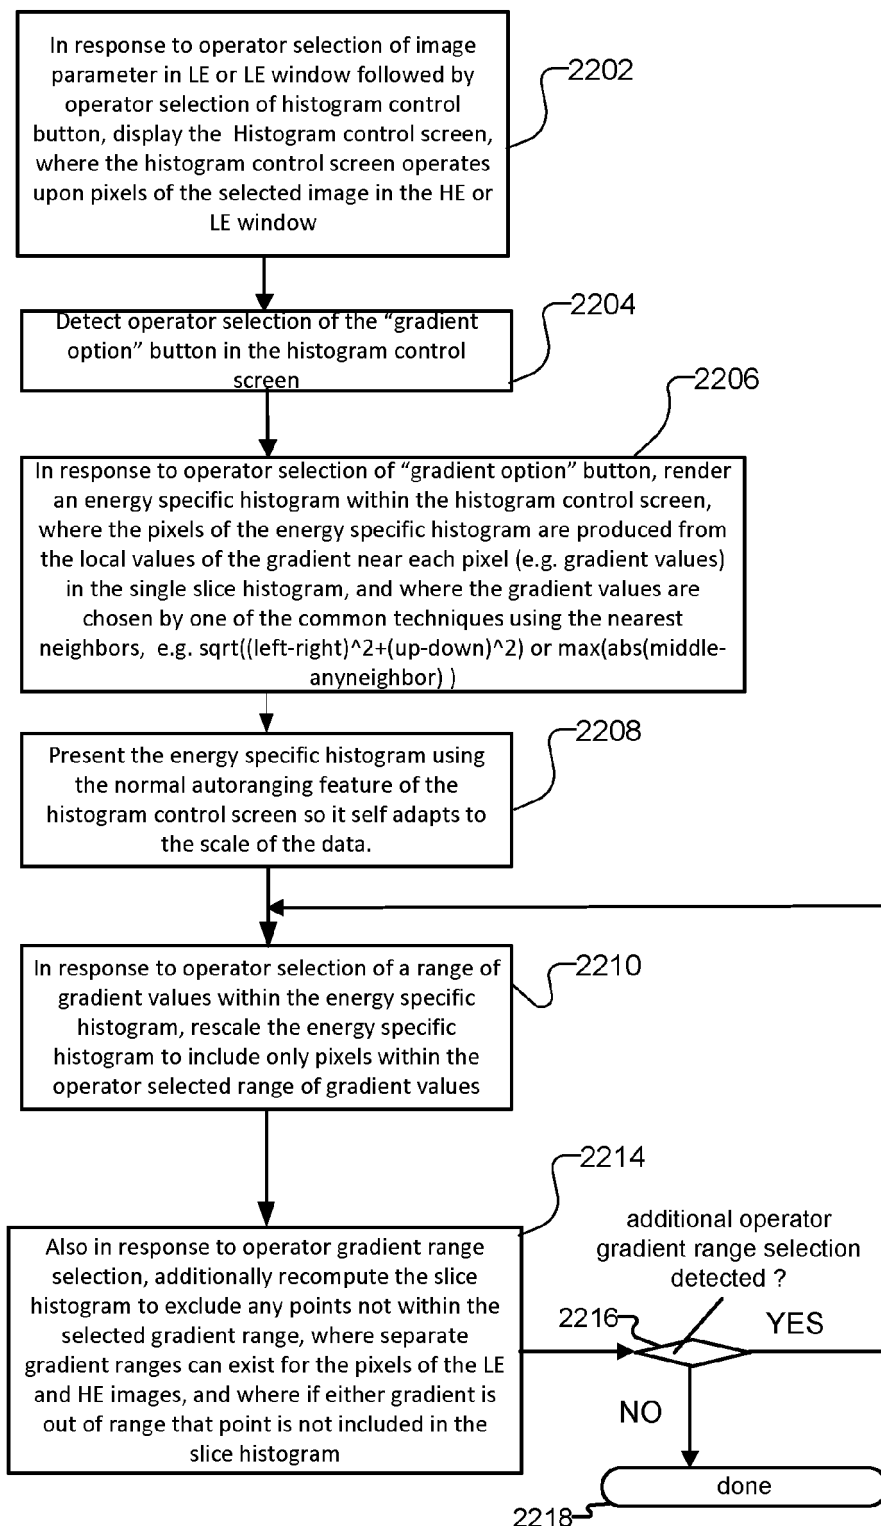 In response to operator selection of image
parameter in LE or LE window followed by
operator selection of histogram control
button, display the Histogram control screen,
where the histogram control screen operates
upon pixels of the selected image in the HE or
LE window
2202
Detect operator selection of the “gradient
option” button in the histogram control
screen
2204
2206
In response to operator selection of “gradient option” button, render
an energy specific histogram within the histogram control screen,
where the pixels of the energy specific histogram are produced from
the local values of the gradient near each pixel (e.g. gradient values)
in the single slice histogram, and where the gradient values are
chosen by one of the common techniques using the nearest
neighbors, e.g. sqrt((left-right)^2+(up-down)^2) or max(abs(middle-
anyneighbor) )
2208
Present the energy specific histogram using
the normal autoranging feature of the
histogram control screen so it self adapts to
the scale of the data.
2210
In response to operator selection of a range of
gradient values within the energy specific
histogram, rescale the energy specific
histogram to include only pixels within the
operator selected range of gradient values
2214
Also in response to operator gradient range
selection, additionally recompute the slice
histogram to exclude any points not within the
selected gradient range, where separate
gradient ranges can exist for the pixels of the LE
and HE images, and where if either gradient is
out of range that point is not included in the
slice histogram
additional operator
gradient range selection
detected ?
2216
YES
NO
done
2218